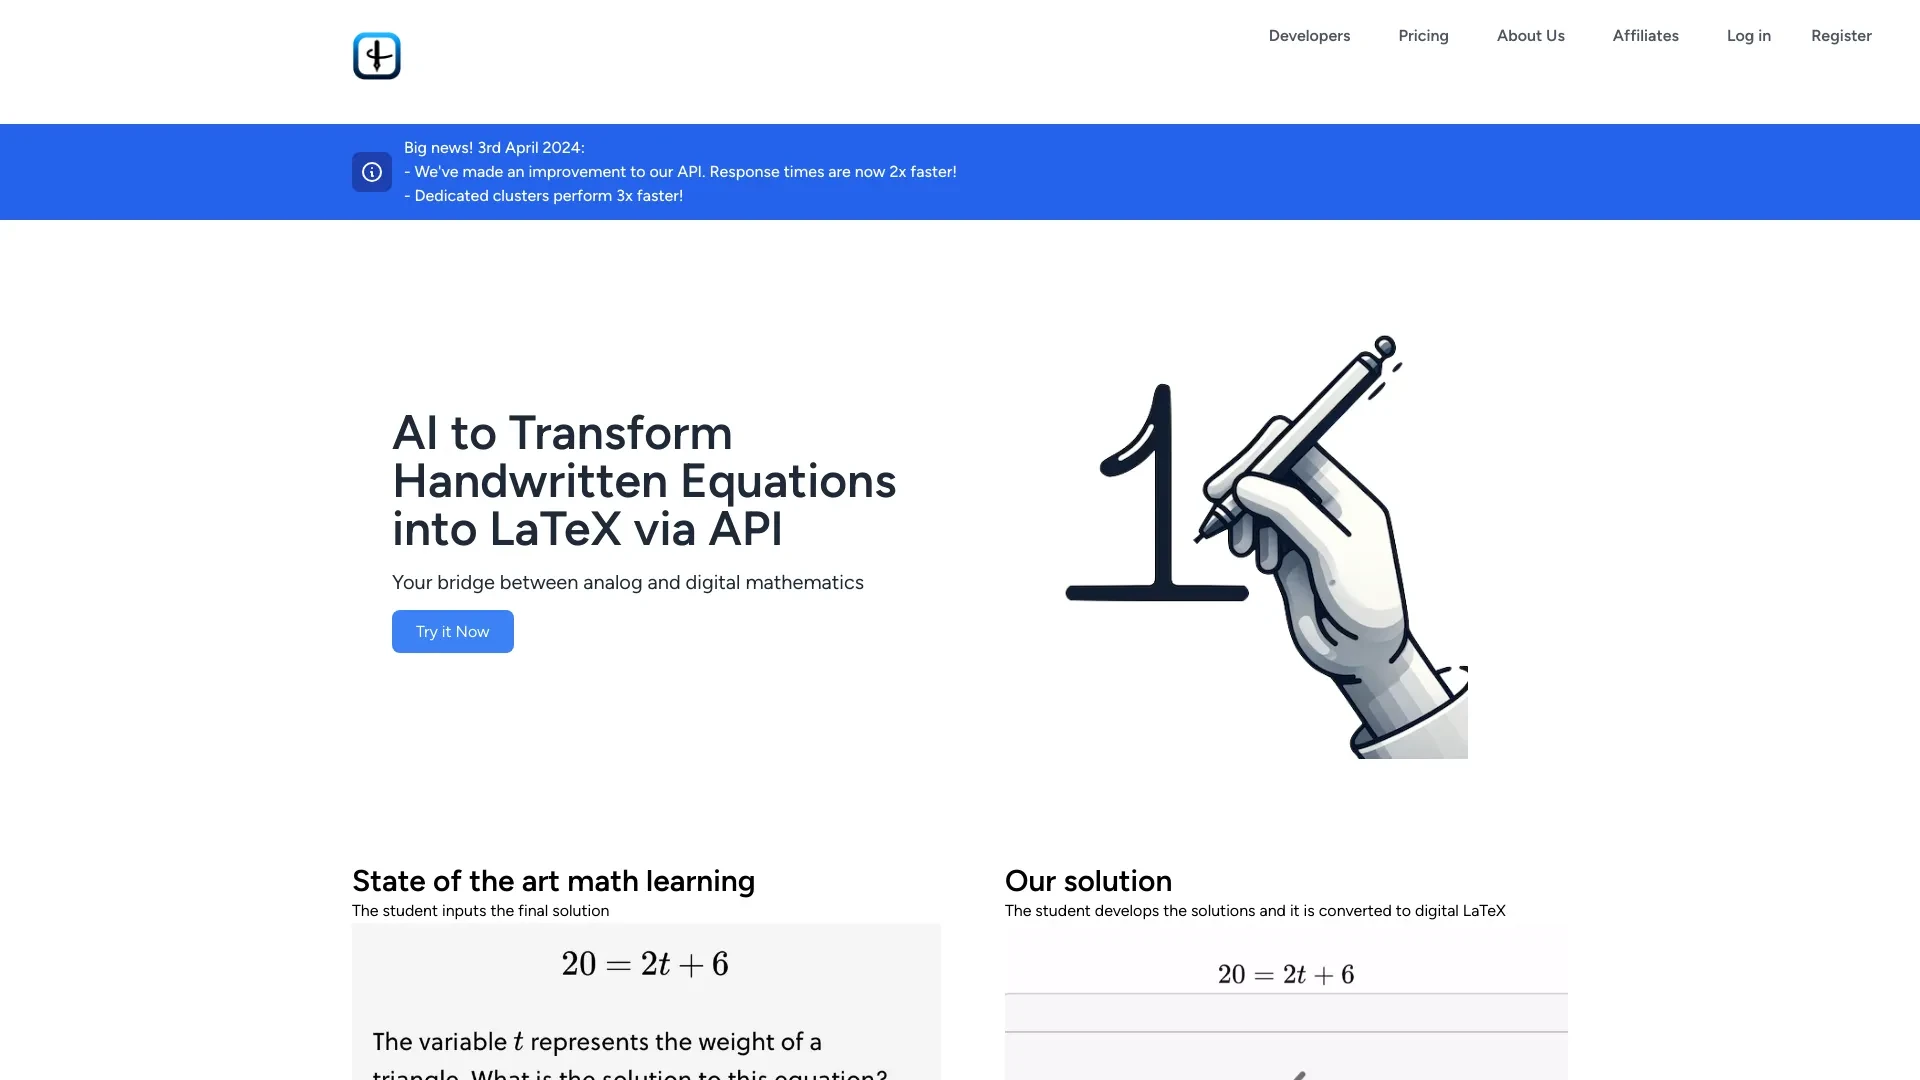 Developers
Pricing
About Us
Affiliates
Log in
Register
Big news! 3rd April 2024:
- We've made an improvement to our API. Response times are now 2x faster!
- Dedicated clusters perform 3x faster!
AI to Transform
Handwritten Equations
into LaTeX via API
Your bridge between analog and digital mathematics
Try it Now
1
State of the art math learning
The student inputs the final solution
20 = 2t + 6
The variable t represents the weight of a
triangle. What is the solution to this equation?
Our solution
The student develops the solutions and it is converted to digital LaTeX
20 = 2t + 6